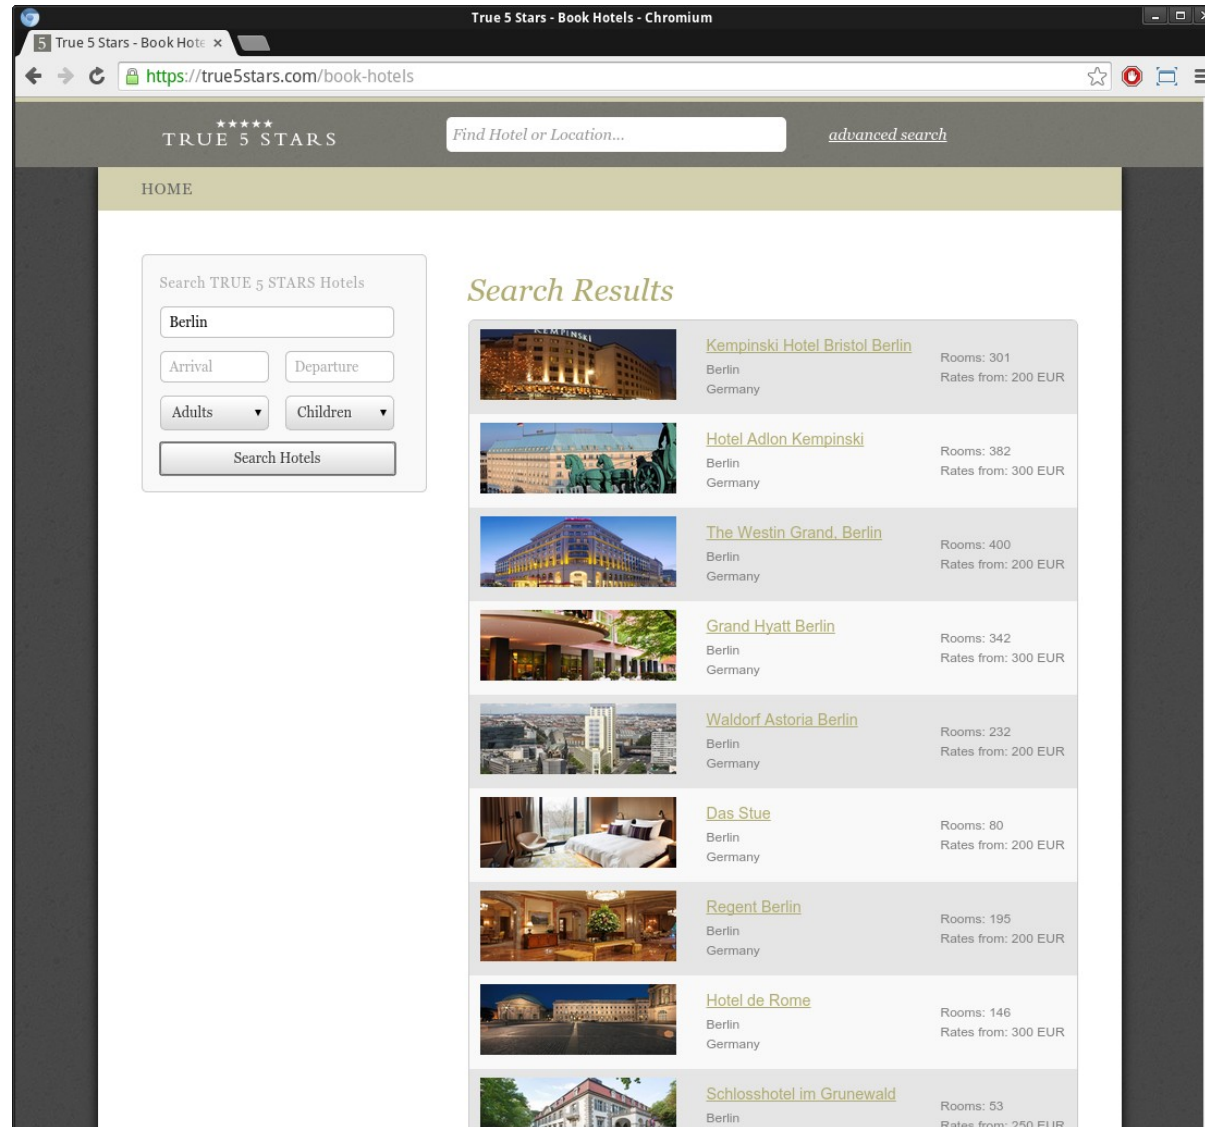 True 5 Stars - Book Hotels - Chromium
5 True 5 Stars - Book Hote ×
https://true5stars.com/book-hotels
TRUE 5 STARS
Find Hotel or Location...
advanced search
HOME
Search TRUE 5 STARS Hotels
Berlin
Arrival Departure
Adults Children
Search Hotels
Search Results
KEMPINSKI
Kempinski Hotel Bristol Berlin
Berlin
Germany
Rooms: 301
Rates from: 200 EUR
Hotel Adlon Kempinski
Berlin
Germany
Rooms: 382
Rates from: 300 EUR
The Westin Grand, Berlin
Berlin
Germany
Rooms: 400
Rates from: 200 EUR
Grand Hyatt Berlin
Berlin
Germany
Rooms: 342
Rates from: 300 EUR
Waldorf Astoria Berlin
Berlin
Germany
Rooms: 232
Rates from: 200 EUR
Das Stue
Berlin
Germany
Rooms: 80
Rates from: 200 EUR
Regent Berlin
Berlin
Germany
Rooms: 195
Rates from: 200 EUR
Hotel de Rome
Berlin
Germany
Rooms: 146
Rates from: 300 EUR
Schlosshotel im Grunewald
Berlin
Rooms: 53
Rates from: 250 EUR